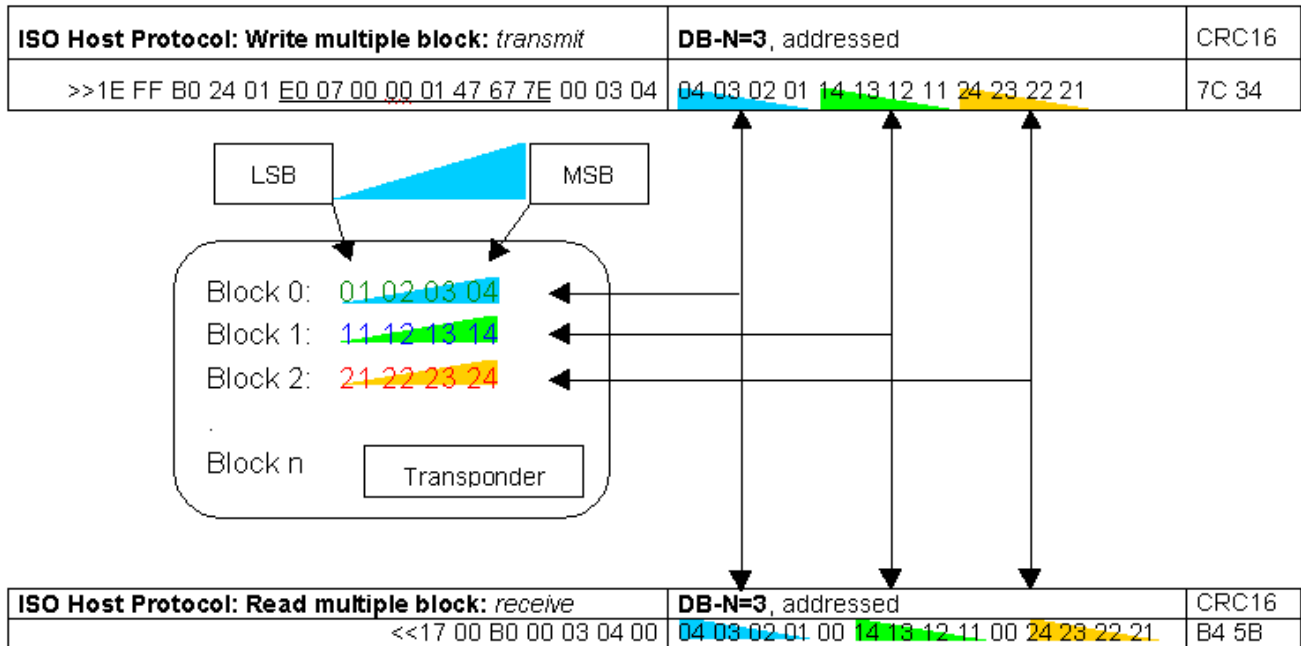 ISO Host Protocol: Write multiple block: transmit DB-N=3, addressed CRC16
>>1E FF B0 24 01 E0 07 00 00 01 47 67 7E 00 03 04 04 03 02 01 14 13 12 11 24 23 22 21 7C 34
LSB MSB
Block 0: 01 02 03 04
Block 1: 11 12 13 14
Block 2: 21 22 23 24
.
Block n
Transponder
ISO Host Protocol: Read multiple block: receive DB-N=3, addressed CRC16
<<17 00 B0 00 03 04 00 04 03 02 01 00 14 13 12 11 00 24 23 22 21 B4 5B